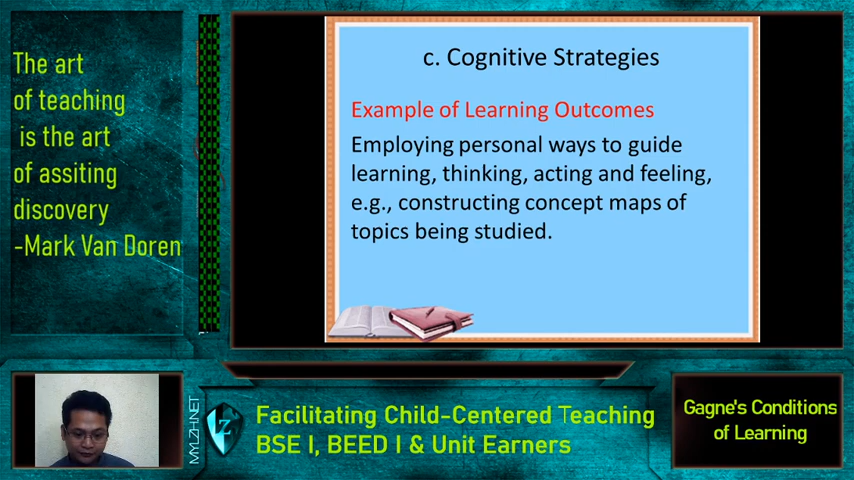 The art
of teaching
is the art
of assiting
discovery
-Mark Van Doren
c. Cognitive Strategies
Example of Learning Outcomes
Employing personal ways to guide
learning, thinking, acting and feeling,
e.g., constructing concept maps of
topics being studied.
MYLZH.NET
Z
Facilitating Child-Centered Teaching
BSE I, BEED I & Unit Earners
Gagne's Conditions
of Learning